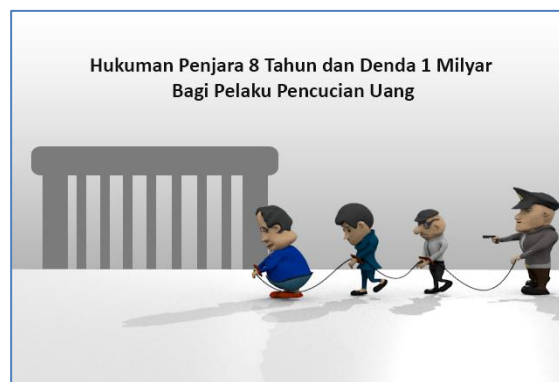 Hukuman Penjara 8 Tahun dan Denda 1 Milyar
Bagi Pelaku Pencucian Uang